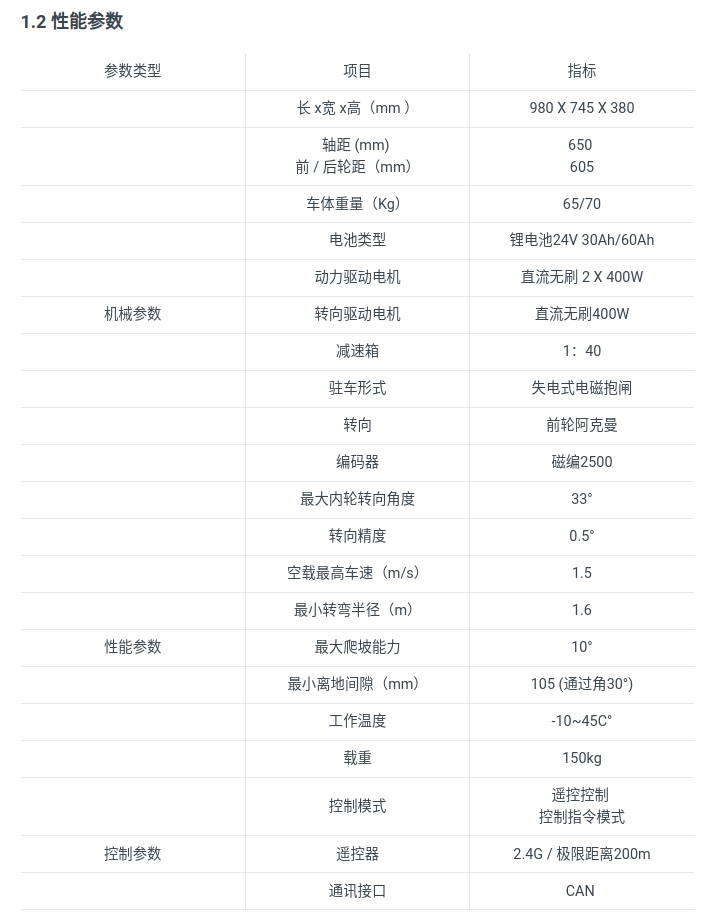 1.2 性能参数
参数类型 项目 指标
长 x宽 x高（mm ） 980 X 745 X 380
轴距 (mm) 650
前 / 后轮距（mm） 605
车体重量（Kg） 65/70
电池类型 锂电池24V 30Ah/60Ah
动力驱动电机 直流无刷 2 X 400W
机械参数 转向驱动电机 直流无刷400W
减速箱 1：40
驻车形式 失电式电磁抱闸
转向 前轮阿克曼
编码器 磁编2500
最大内轮转向角度 33°
转向精度 0.5°
空载最高车速（m/s） 1.5
最小转弯半径（m） 1.6
性能参数 最大爬坡能力 10°
最小离地间隙（mm） 105 (通过角30°)
工作温度 -10~45C°
载重 150kg
控制模式 遥控控制
控制指令模式
控制参数 遥控器 2.4G / 极限距离200m
通讯接口 CAN